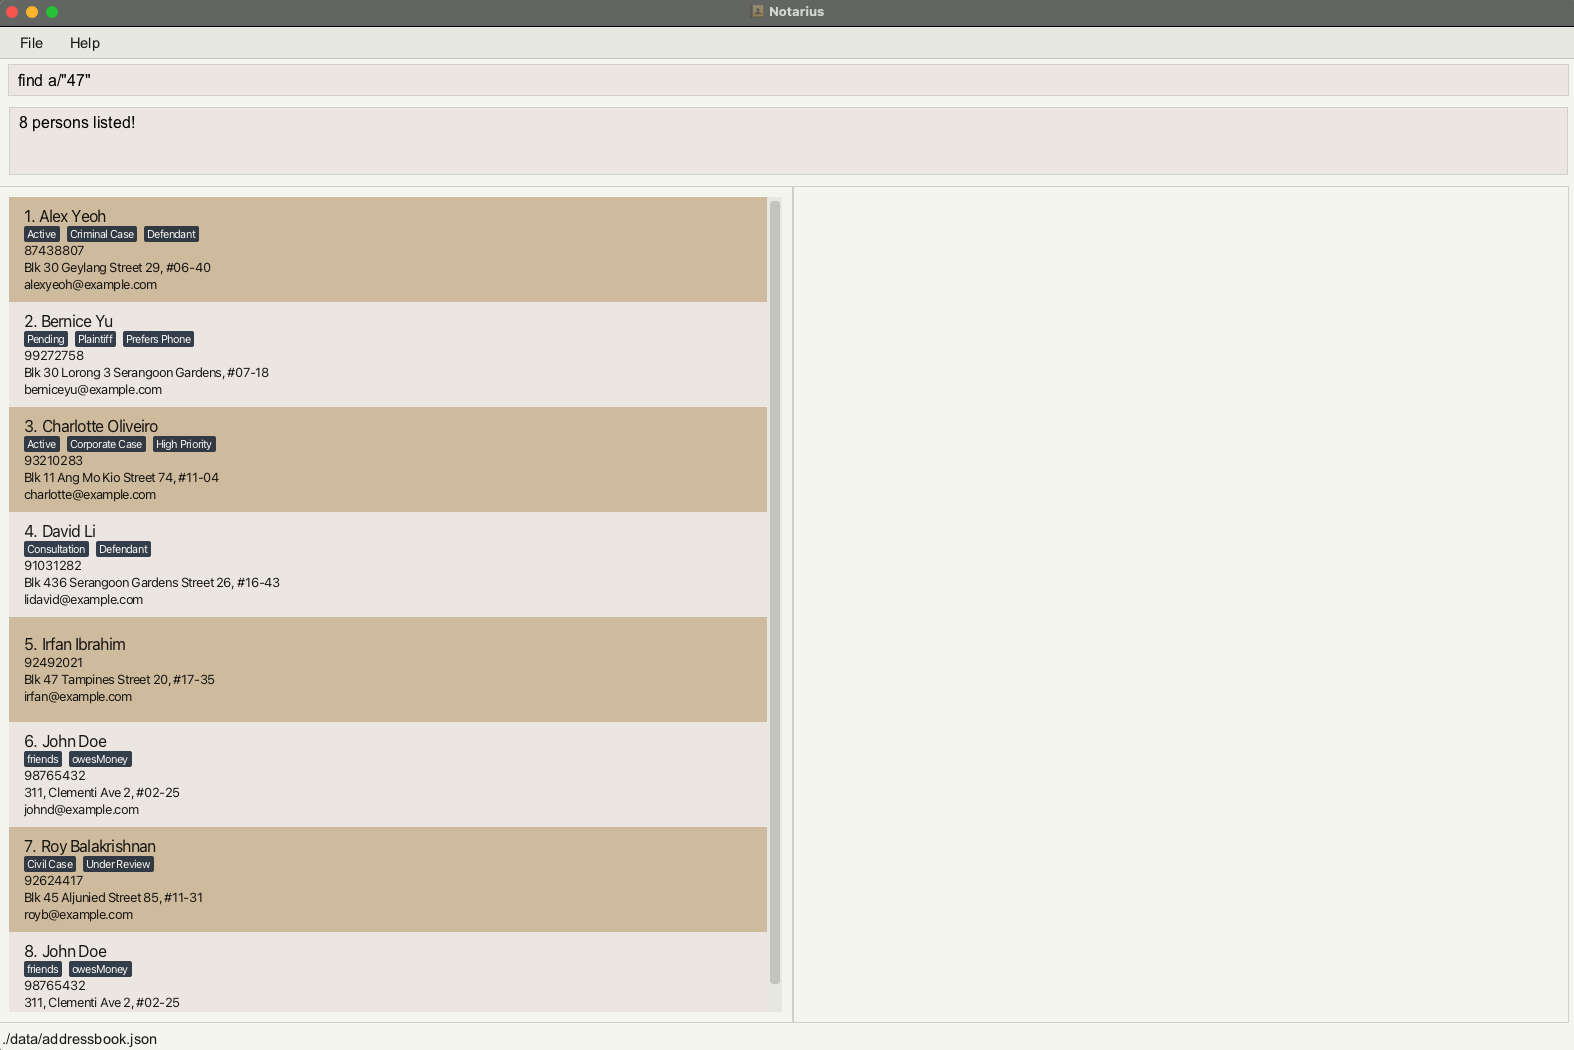 Notarius
File Help
find a/"47"
8 persons listed!
1. Alex Yeoh
Active Criminal Case Defendant
87438807
Blk 30 Geylang Street 29, #06-40
alexyeoh@example.com
2. Bernice Yu
Pending Plaintiff Prefers Phone
99272758
Blk 30 Lorong 3 Serangoon Gardens, #07-18
berniceyu@example.com
3. Charlotte Oliveiro
Active Corporate Case High Priority
93210283
Blk 11 Ang Mo Kio Street 74, #11-04
charlotte@example.com
4. David Li
Consultation Defendant
91031282
Blk 436 Serangoon Gardens Street 26, #16-43
lidavid@example.com
5. Irfan Ibrahim
92492021
Blk 47 Tampines Street 20, #17-35
irfan@example.com
6. John Doe
friends owesMoney
98765432
311, Clementi Ave 2, #02-25
johnd@example.com
7. Roy Balakrishnan
Civil Case Under Review
92624417
Blk 45 Aljunied Street 85, #11-31
royb@example.com
8. John Doe
friends owesMoney
98765432
311, Clementi Ave 2, #02-25
./data/addressbook.json